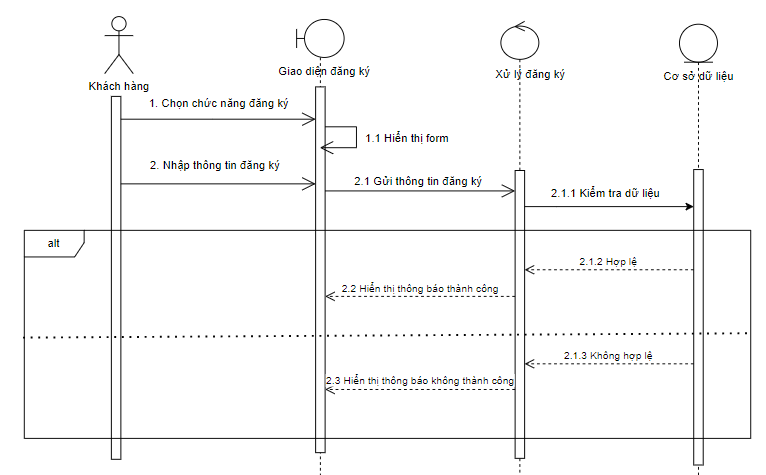 Khách hàng
Giao diện đăng ký
Xử lý đăng ký
Cơ sở dữ liệu
1. Chọn chức năng đăng ký
1.1 Hiển thị form
2. Nhập thông tin đăng ký
2.1 Gửi thông tin đăng ký
2.1.1 Kiểm tra dữ liệu
alt
2.1.2 Hợp lệ
2.2 Hiển thị thông báo thành công
2.1.3 Không hợp lệ
2.3 Hiển thị thông báo không thành công